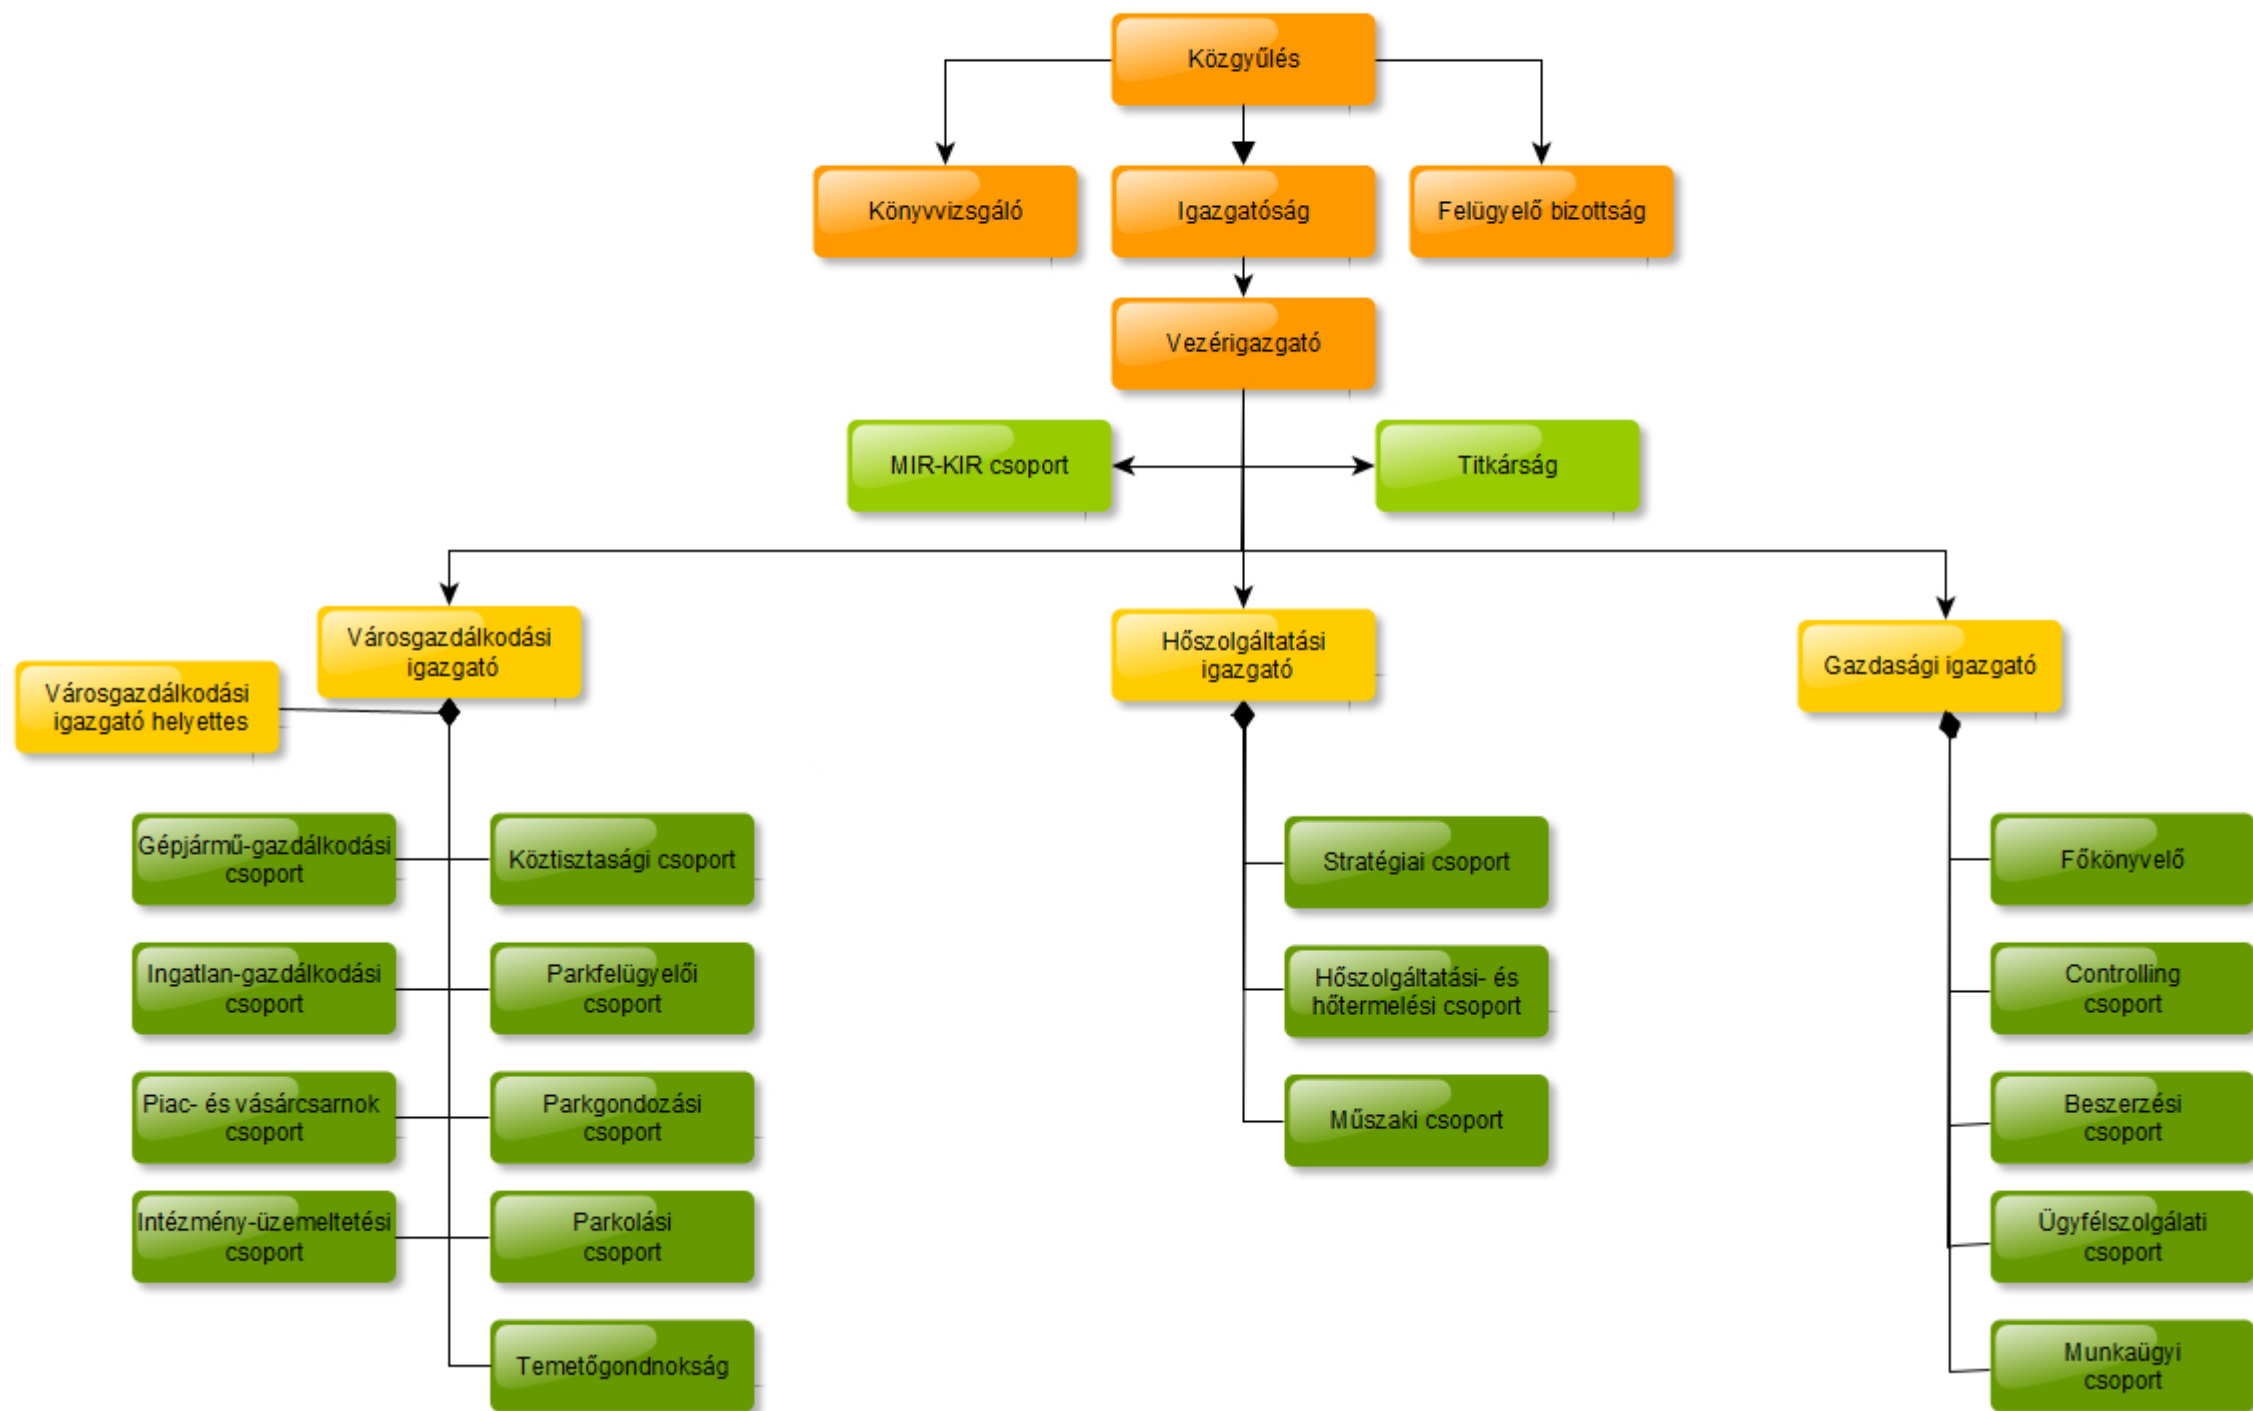 Közgyűlés
Könyvvizsgáló
Igazgatóság
Felügyelő bizottság
Vezérigazgató
MIR-KIR csoport
Titkárság
Városgazdálkodási
igazgató
Városgazdálkodási
igazgató helyettes
Hőszolgáltatási
igazgató
Gazdasági igazgató
Gépjármű-gazdálkodási
csoport
Köztisztasági csoport
Ingatlan-gazdálkodási
csoport
Parkfelügyelői
csoport
Piac- és vásárcsarnok
csoport
Parkgondozási
csoport
Intézmény-üzemeltetési
csoport
Parkolási
csoport
Temetőgondnokság
Stratégiai csoport
Hőszolgáltatási- és
hőtermelési csoport
Műszaki csoport
Főkönyvelő
Controlling
csoport
Beszerzési
csoport
Ügyfélszolgálati
csoport
Munkaügyi
csoport